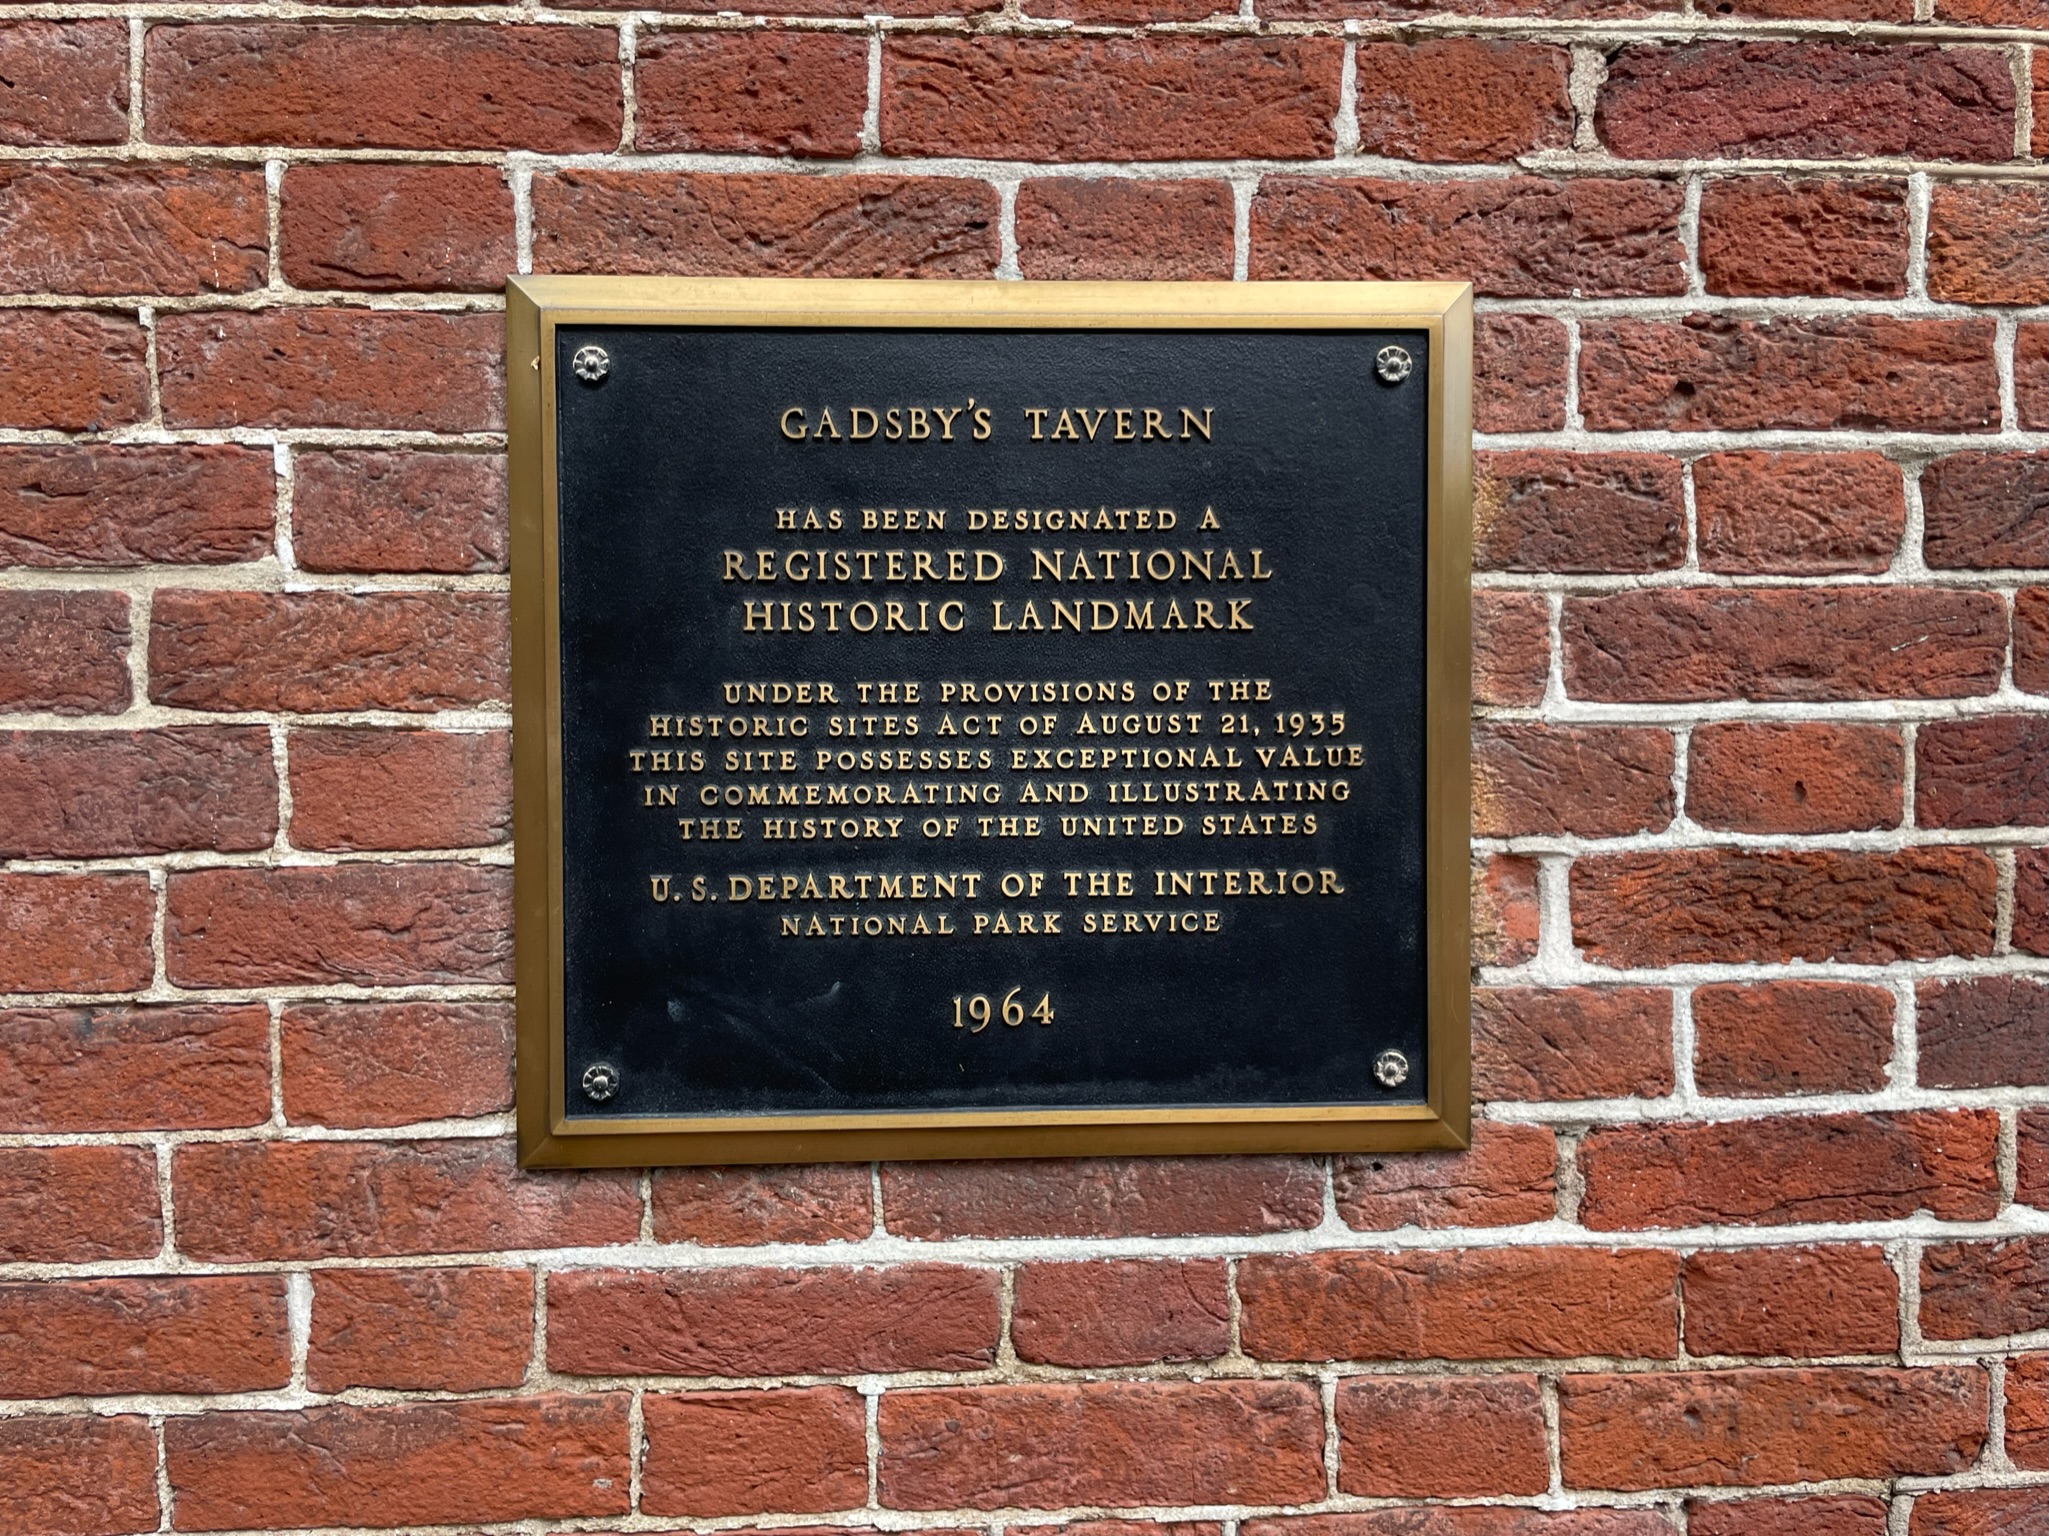 GADSBY'S TAVERN
HAS BEEN DESIGNATED A
REGISTERED NATIONAL
HISTORIC LANDMARK
UNDER THE PROVISIONS OF THE
HISTORIC SITES ACT OF AUGUST 21, 1935
THIS SITE POSSESSES EXCEPTIONAL VALUE
IN COMMEMORATING AND ILLUSTRATING
THE HISTORY OF THE UNITED STATES
U.S. DEPARTMENT OF THE INTERIOR
NATIONAL PARK SERVICE
1964